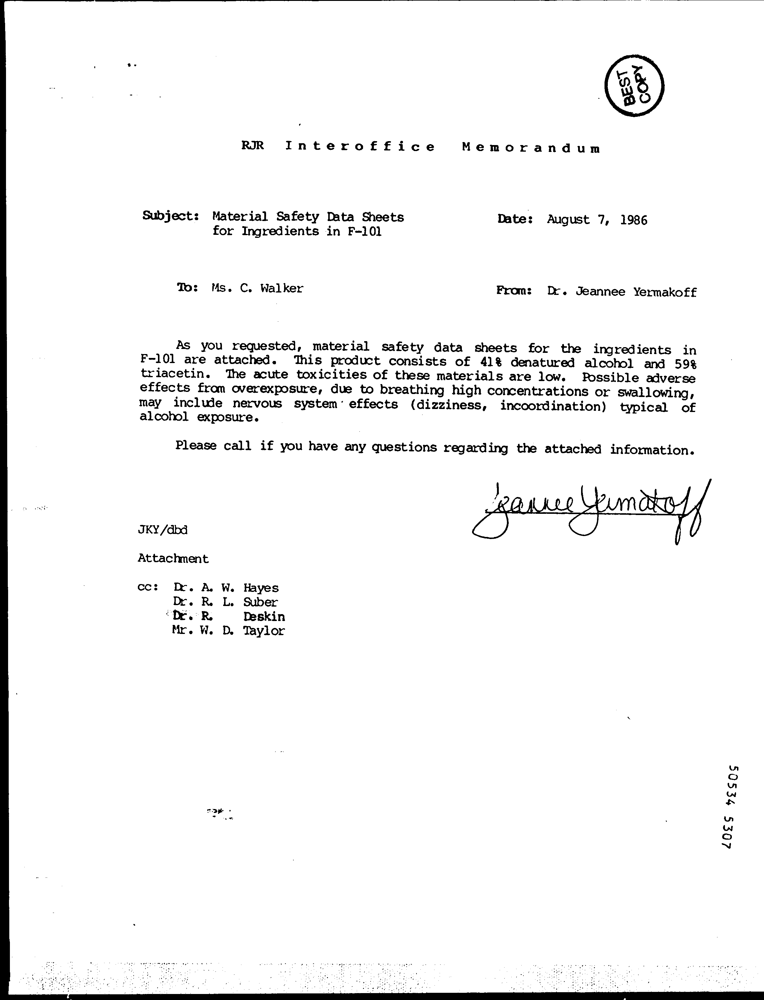 BEST
COPY
RJR Interoffice Memorandum
Subject: Material Safety Data Sheets
for Ingredients in F-101
Date: August 7, 1986
To: Ms. C. Walker
From: Dr. Jeannee Yermakoff
As you requested, material safety data sheets for the ingredients in
F-101 are attached. This product consists of 41% denatured alcohol and 59%
triacetin. The acute toxicities of these materials are low. Possible adverse
effects from overexposure, due to breathing high concentrations or swallowing,
may include nervous system effects (dizziness, incoordination) typical of
alcohol exposure.
Please call if you have any questions regarding the attached information.
Jeannee Yermakoff
JKY/dbd
Attachment
cc: Dr. A. W. Hayes
Dr. R. L. Suber
Dr. R. Deskin
Mr. W. D. Taylor
50534 5307